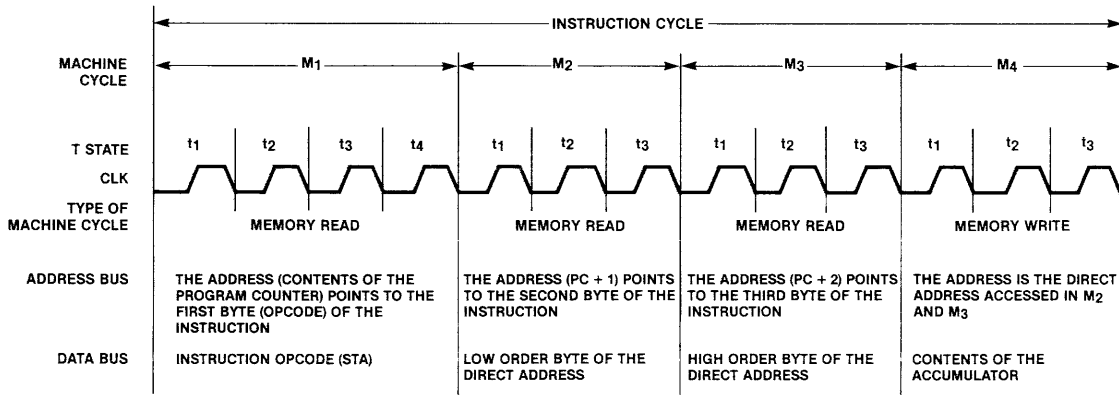 INSTRUCTION CYCLE
MACHINE
CYCLE
M1
M2
M3
M4
T STATE
t1
t2
t3
t4
t1
t2
t3
t1
t2
t3
t1
t2
t3
CLK
TYPE OF
MACHINE CYCLE
MEMORY READ
MEMORY READ
MEMORY READ
MEMORY WRITE
ADDRESS BUS
THE ADDRESS (CONTENTS OF THE
PROGRAM COUNTER) POINTS TO THE
FIRST BYTE (OPCODE) OF THE
INSTRUCTION
THE ADDRESS (PC + 1) POINTS
TO THE SECOND BYTE OF THE
INSTRUCTION
THE ADDRESS (PC + 2) POINTS
TO THE THIRD BYTE OF THE
INSTRUCTION
THE ADDRESS IS THE DIRECT
ADDRESS ACCESSED IN M2
AND M3
DATA BUS
INSTRUCTION OPCODE (STA)
LOW ORDER BYTE OF THE
DIRECT ADDRESS
HIGH ORDER BYTE OF THE
DIRECT ADDRESS
CONTENTS OF THE
ACCUMULATOR